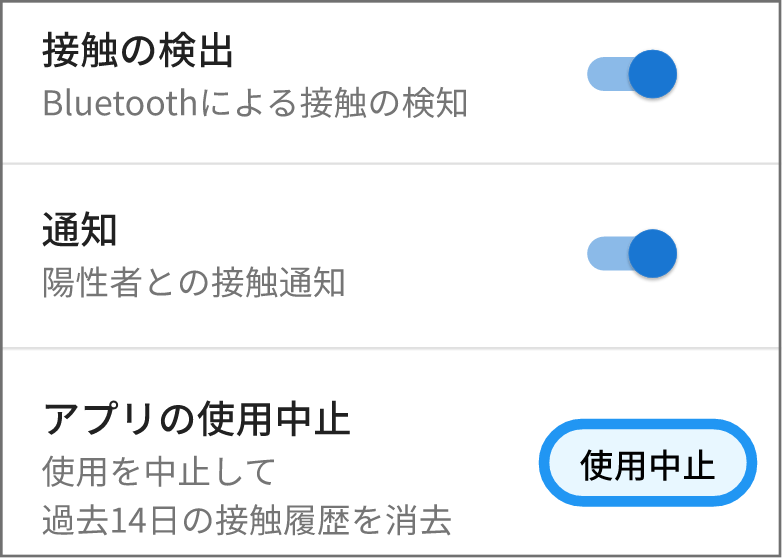 接触の検出
Bluetoothによる接触の検知
通知
陽性者との接触通知
アプリの使用中止
使用を中止して
過去14日の接触履歴を消去
使用中止